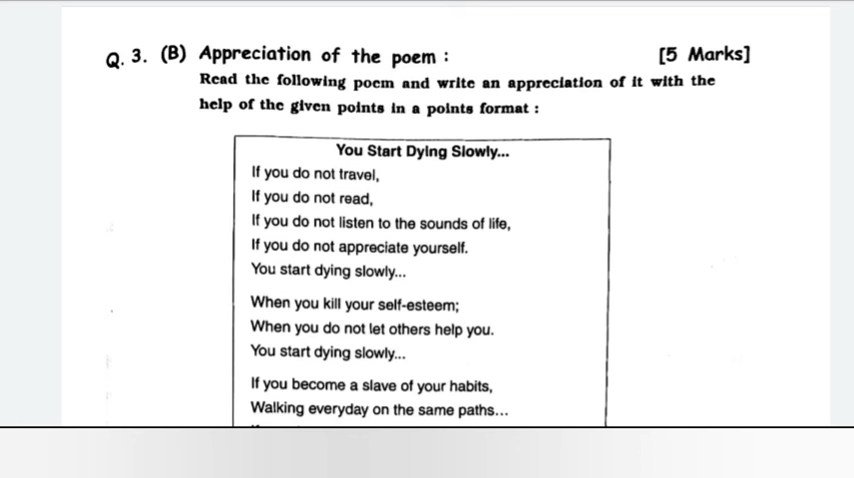 Q. 3. (B) Appreciation of the poem : [5 Marks]
Read the following poem and write an appreciation of it with the
help of the given points in a points format :
You Start Dying Slowly...
If you do not travel,
If you do not read,
If you do not listen to the sounds of life,
If you do not appreciate yourself.
You start dying slowly...
When you kill your self-esteem;
When you do not let others help you.
You start dying slowly...
If you become a slave of your habits,
Walking everyday on the same paths...